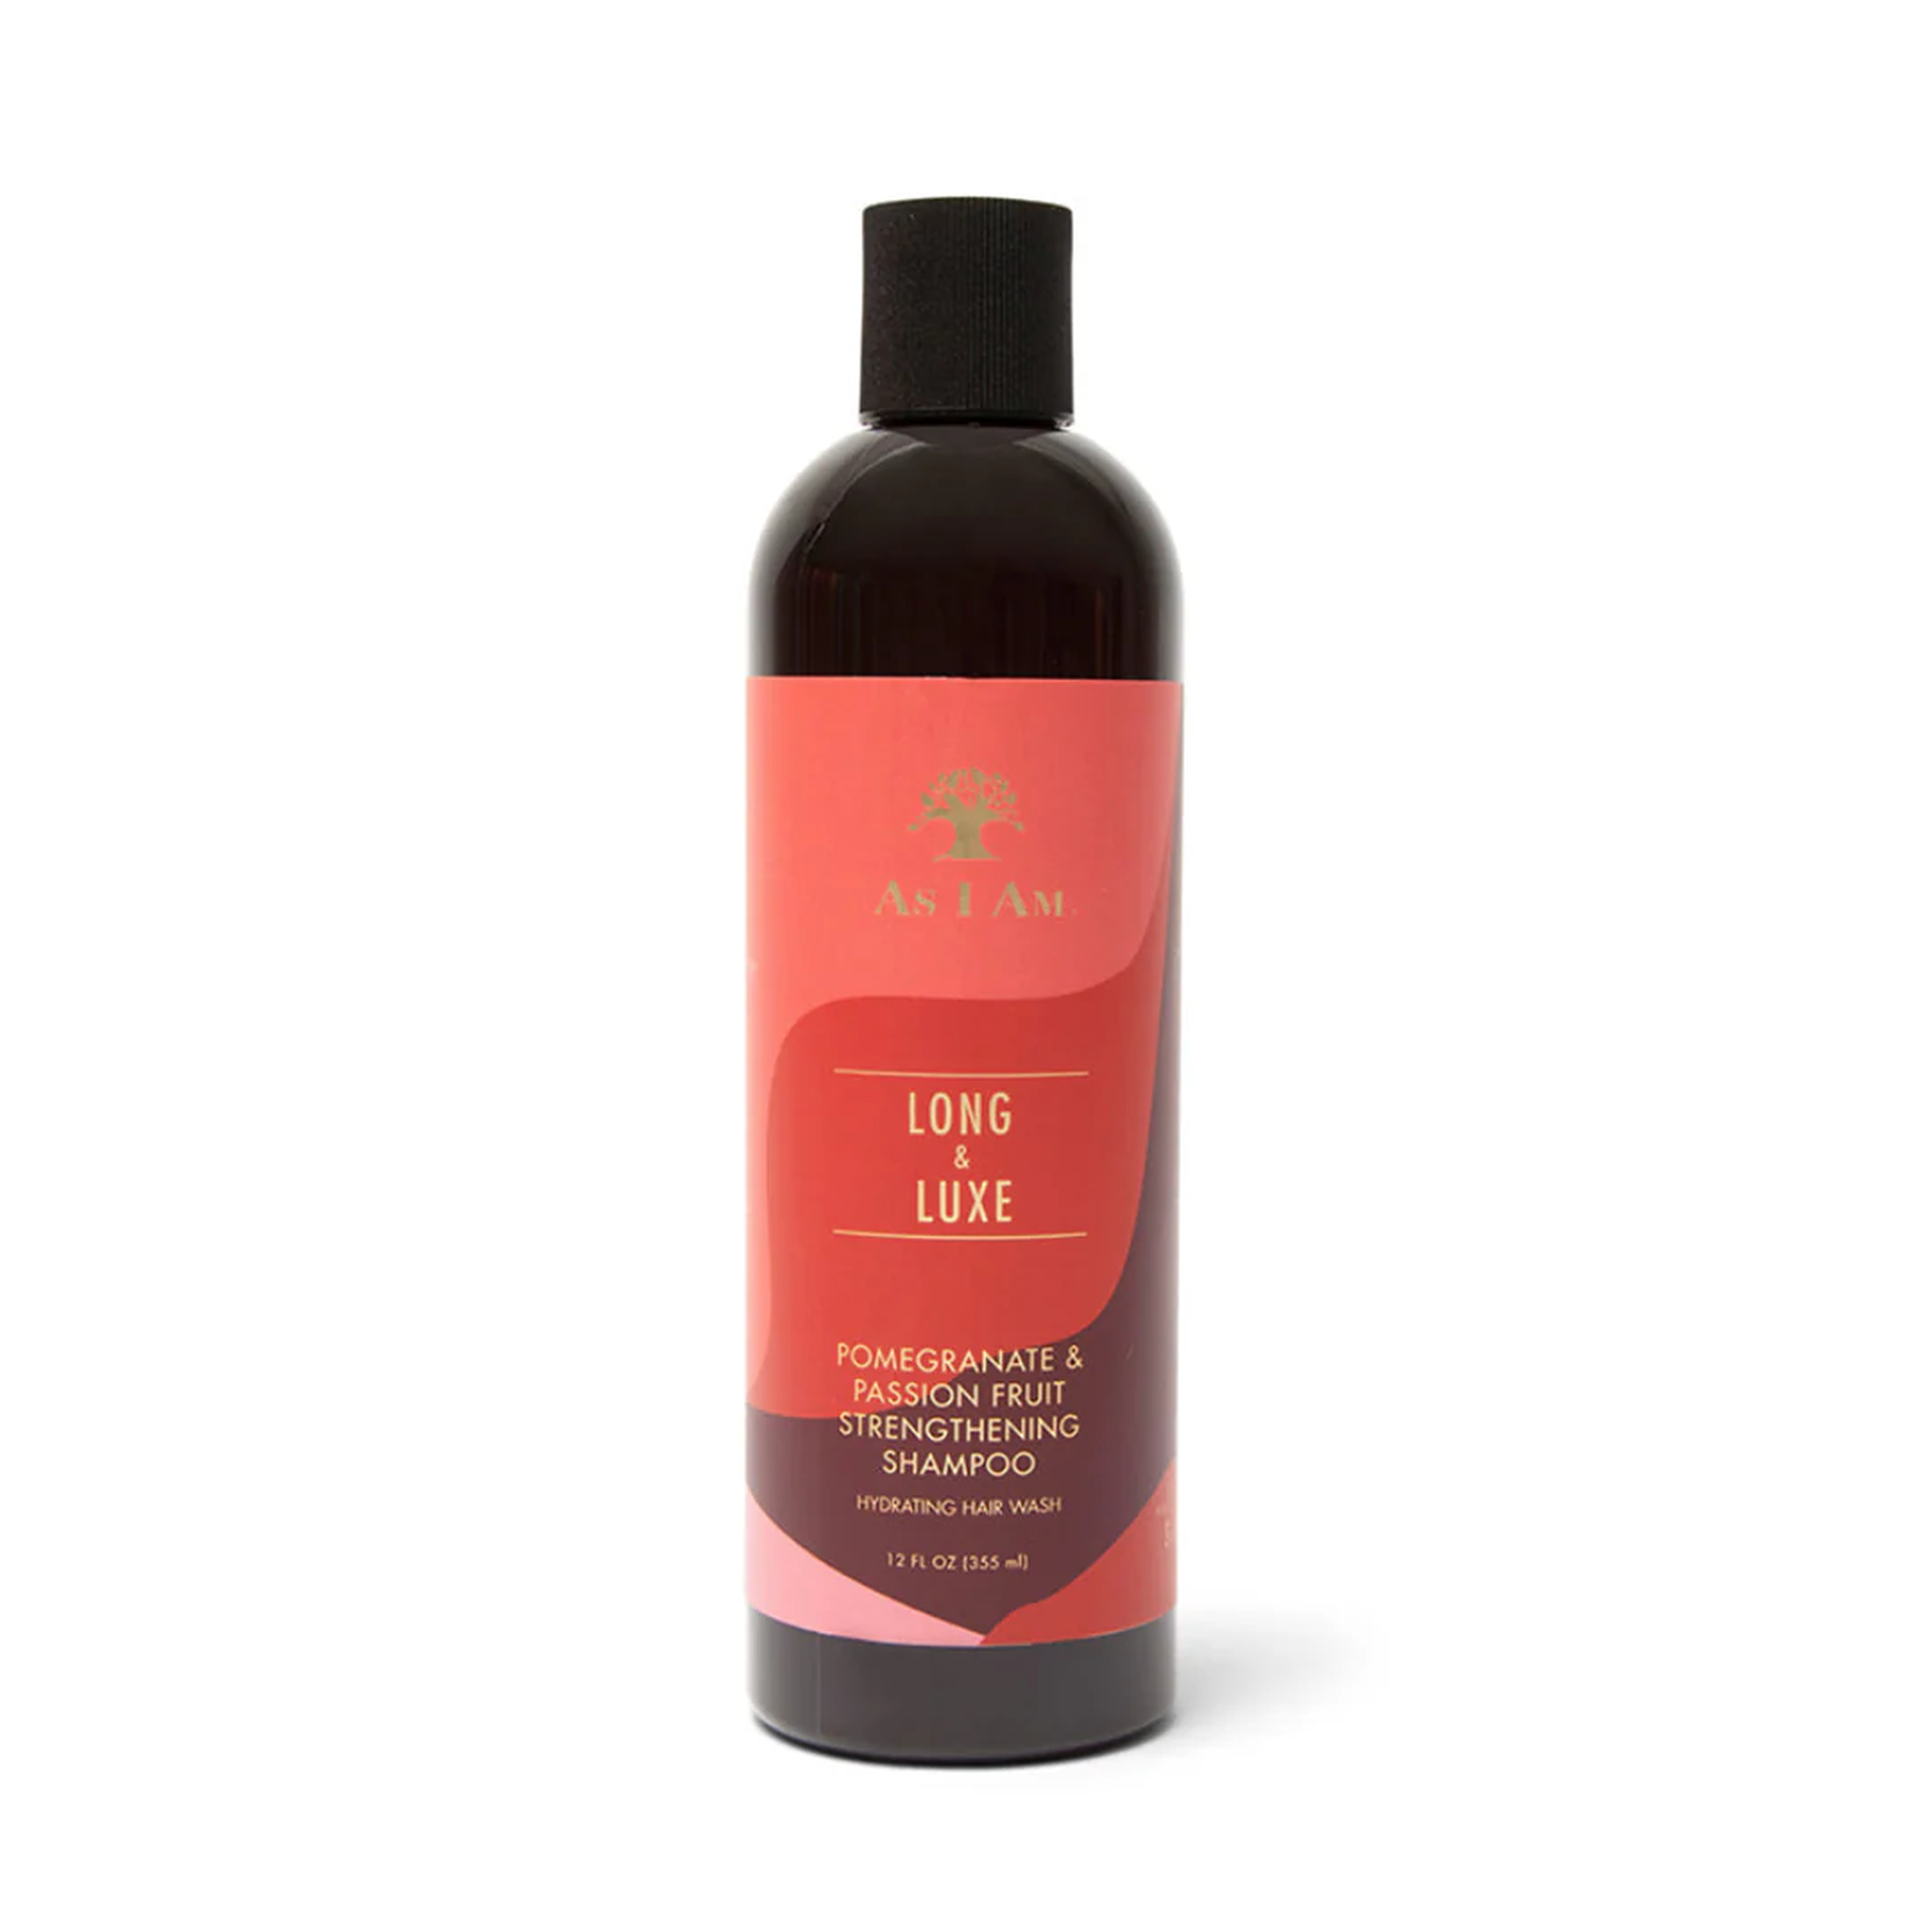 AS I AM
LONG
&
LUXE
POMEGRANATE &
PASSION FRUIT
STRENGTHENING
SHAMPOO
HYDRATING HAIR WASH
12 FL OZ (355 ml)